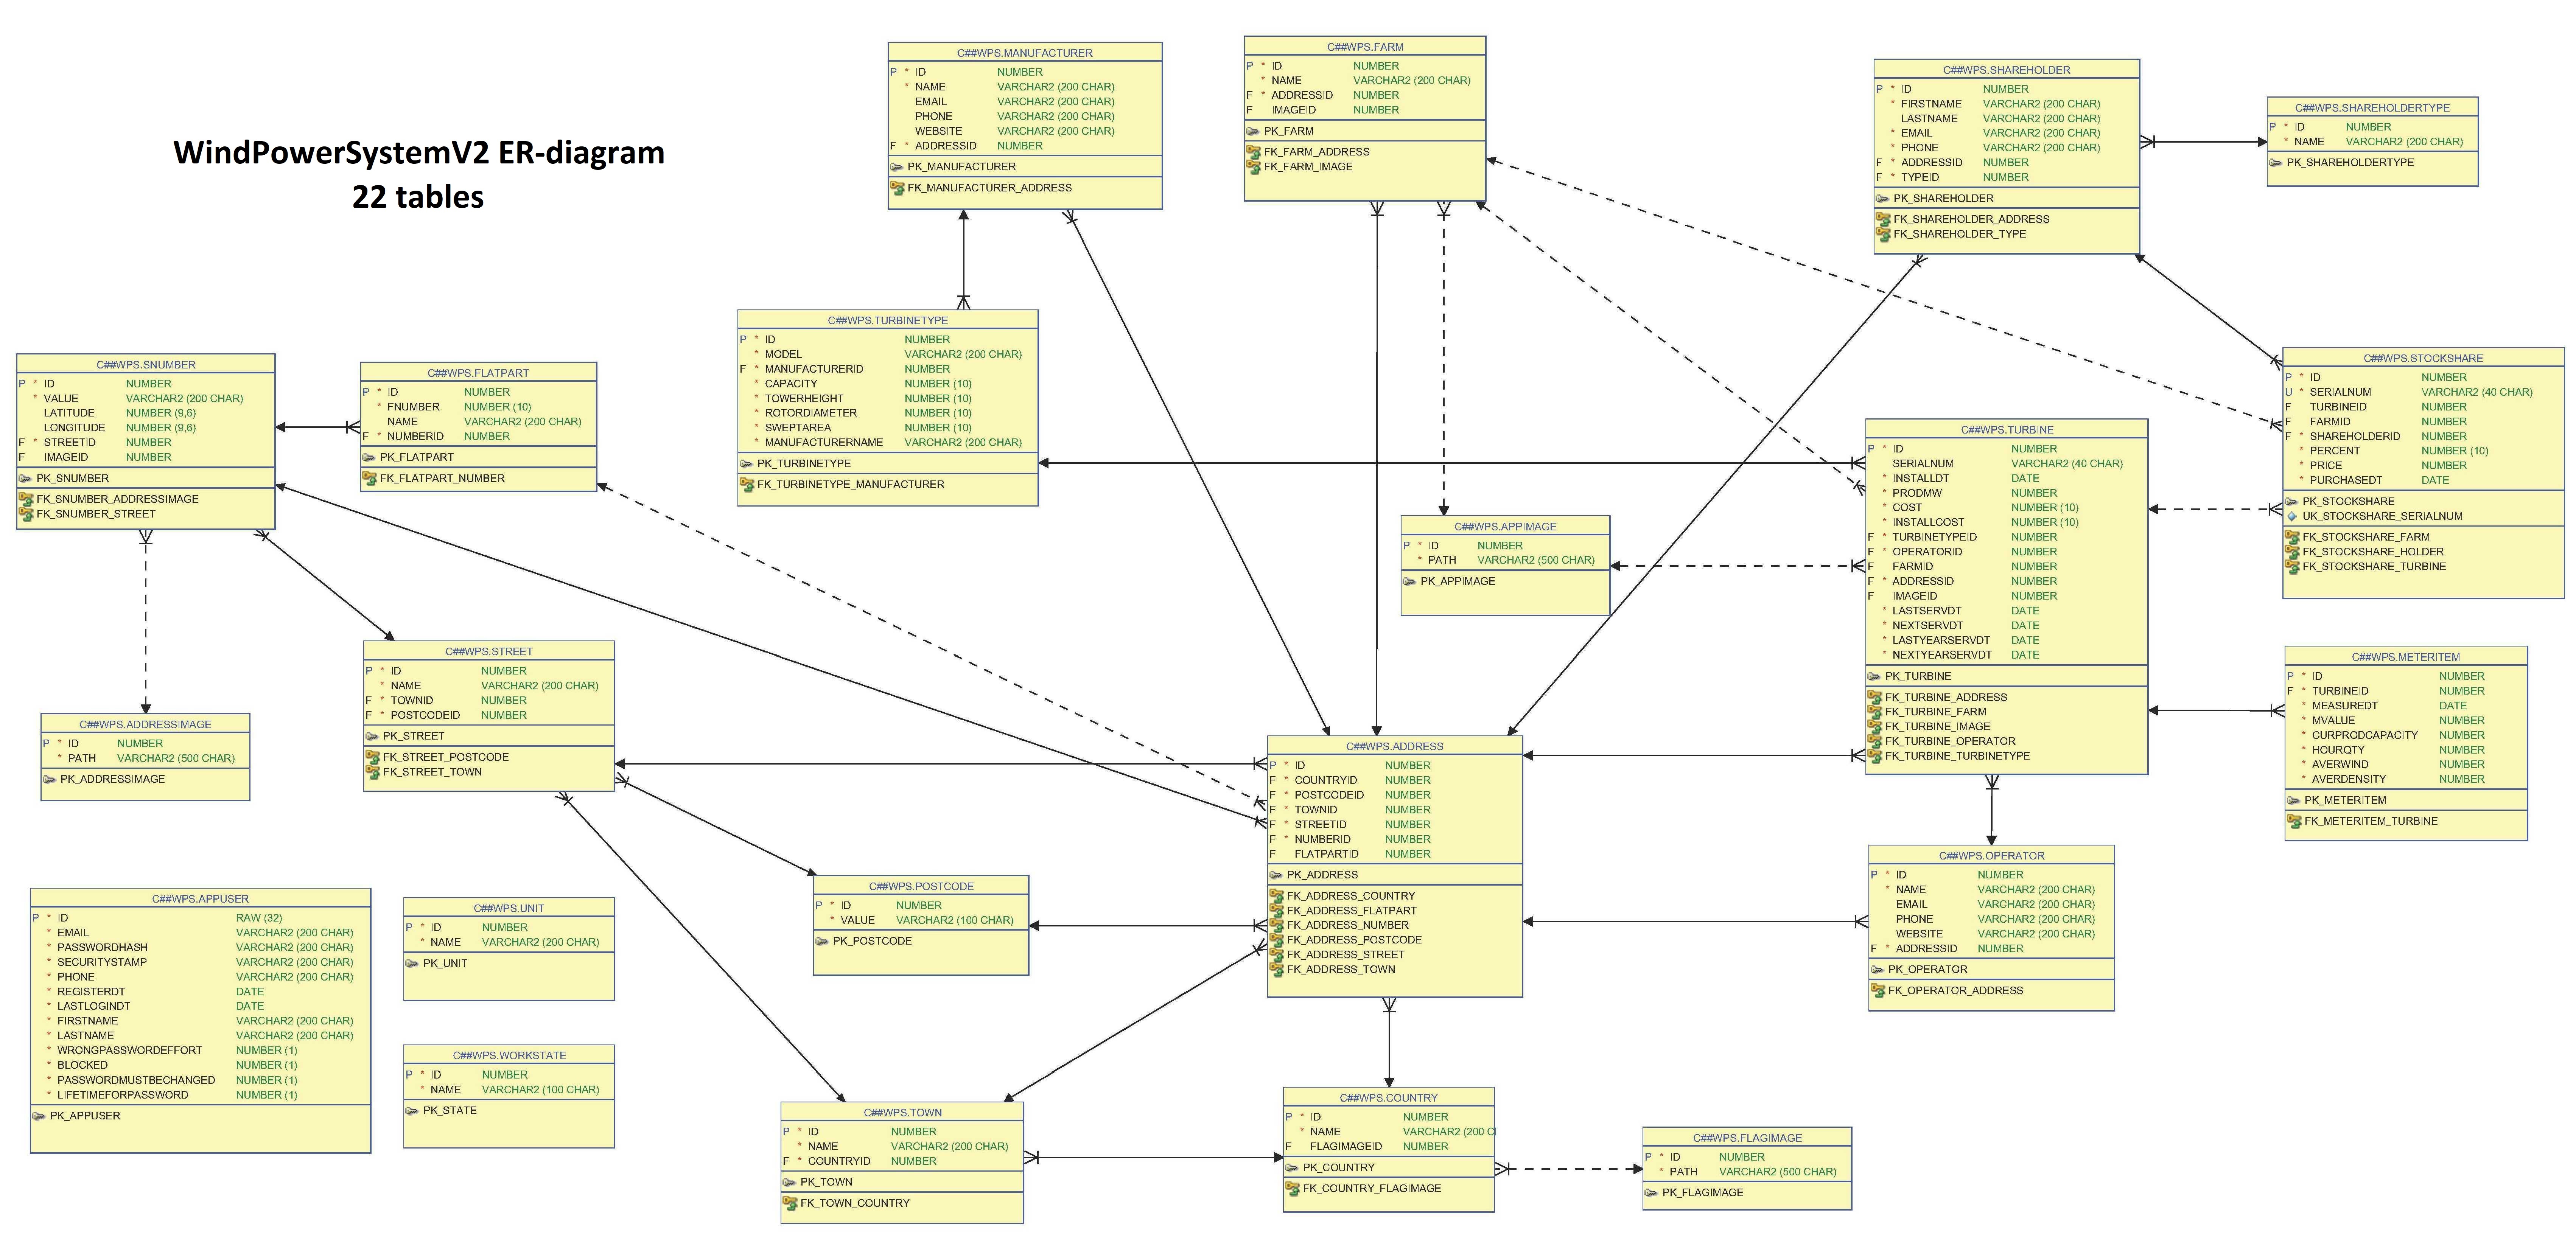 WindPowerSystemV2 ER-diagram
22 tables
C##WPS.MANUFACTURER
P * ID NUMBER
* NAME VARCHAR2 (200 CHAR)
EMAIL VARCHAR2 (200 CHAR)
PHONE VARCHAR2 (200 CHAR)
WEBSITE VARCHAR2 (200 CHAR)
F * ADDRESSID NUMBER
PK_MANUFACTURER
FK_MANUFACTURER_ADDRESS
C##WPS.FARM
P * ID NUMBER
* NAME VARCHAR2 (200 CHAR)
F * ADDRESSID NUMBER
F IMAGEID NUMBER
PK_FARM
FK_FARM_ADDRESS
FK_FARM_IMAGE
C##WPS.SHAREHOLDER
P * ID NUMBER
* FIRSTNAME VARCHAR2 (200 CHAR)
LASTNAME VARCHAR2 (200 CHAR)
* EMAIL VARCHAR2 (200 CHAR)
* PHONE VARCHAR2 (200 CHAR)
F * ADDRESSID NUMBER
F * TYPEID NUMBER
PK_SHAREHOLDER
FK_SHAREHOLDER_ADDRESS
FK_SHAREHOLDER_TYPE
C##WPS.SHAREHOLDERTYPE
P * ID NUMBER
* NAME VARCHAR2 (200 CHAR)
PK_SHAREHOLDERTYPE
C##WPS.SNUMBER
P * ID NUMBER
* VALUE VARCHAR2 (200 CHAR)
LATITUDE NUMBER (9,6)
LONGITUDE NUMBER (9,6)
F * STREETID NUMBER
F IMAGEID NUMBER
PK_SNUMBER
FK_SNUMBER_ADDRESSIMAGE
FK_SNUMBER_STREET
C##WPS.FLATPART
P * ID NUMBER
* FNUMBER NUMBER (10)
NAME VARCHAR2 (200 CHAR)
F * NUMBERID NUMBER
PK_FLATPART
FK_FLATPART_NUMBER
C##WPS.TURBINETYPE
P * ID NUMBER
* MODEL VARCHAR2 (200 CHAR)
F * MANUFACTURERID NUMBER
* CAPACITY NUMBER (10)
* TOWERHEIGHT NUMBER (10)
* ROTORDIAMETER NUMBER (10)
* SWEPTAREA NUMBER (10)
* MANUFACTURERNAME VARCHAR2 (200 CHAR)
PK_TURBINETYPE
FK_TURBINETYPE_MANUFACTURER
C##WPS.APPIMAGE
P * ID NUMBER
* PATH VARCHAR2 (500 CHAR)
PK_APPIMAGE
C##WPS.TURBINE
P * ID NUMBER
SERIALNUM VARCHAR2 (40 CHAR)
* INSTALLDT DATE
* PRODMW NUMBER
* COST NUMBER (10)
* INSTALLCOST NUMBER (10)
F * TURBINETYPEID NUMBER
F * OPERATORID NUMBER
F FARMID NUMBER
F * ADDRESSID NUMBER
F IMAGEID NUMBER
* LASTSERVDT DATE
* NEXTSERVDT DATE
* LASTYEARSERVDT DATE
* NEXTYEARSERVDT DATE
PK_TURBINE
FK_TURBINE_ADDRESS
FK_TURBINE_FARM
FK_TURBINE_IMAGE
FK_TURBINE_OPERATOR
FK_TURBINE_TURBINETYPE
C##WPS.STOCKSHARE
P * ID NUMBER
U * SERIALNUM VARCHAR2 (40 CHAR)
F TURBINEID NUMBER
F FARMID NUMBER
F * SHAREHOLDERID NUMBER
* PERCENT NUMBER (10)
* PRICE NUMBER
* PURCHASEDT DATE
PK_STOCKSHARE
UK_STOCKSHARE_SERIALNUM
FK_STOCKSHARE_FARM
FK_STOCKSHARE_HOLDER
FK_STOCKSHARE_TURBINE
C##WPS.STREET
P * ID NUMBER
* NAME VARCHAR2 (200 CHAR)
F * TOWNID NUMBER
F * POSTCODEID NUMBER
PK_STREET
FK_STREET_POSTCODE
FK_STREET_TOWN
C##WPS.ADDRESSIMAGE
P * ID NUMBER
* PATH VARCHAR2 (500 CHAR)
PK_ADDRESSIMAGE
C##WPS.ADDRESS
P * ID NUMBER
F * COUNTRYID NUMBER
F * POSTCODEID NUMBER
F * TOWNID NUMBER
F * STREETID NUMBER
F * NUMBERID NUMBER
F FLATPARTID NUMBER
PK_ADDRESS
FK_ADDRESS_COUNTRY
FK_ADDRESS_FLATPART
FK_ADDRESS_NUMBER
FK_ADDRESS_POSTCODE
FK_ADDRESS_STREET
FK_ADDRESS_TOWN
C##WPS.METERITEM
P * ID NUMBER
F * TURBINEID NUMBER
* MEASUREDT DATE
* MVALUE NUMBER
* CURPRODCAPACITY NUMBER
* HOURQTY NUMBER
* AVERWIND NUMBER
* AVERDENSITY NUMBER
PK_METERITEM
FK_METERITEM_TURBINE
C##WPS.APPUSER
P * ID RAW (32)
* EMAIL VARCHAR2 (200 CHAR)
* PASSWORDHASH VARCHAR2 (200 CHAR)
* SECURITYSTAMP VARCHAR2 (200 CHAR)
* PHONE VARCHAR2 (200 CHAR)
* REGISTERDT DATE
* LASTLOGINDT DATE
* FIRSTNAME VARCHAR2 (200 CHAR)
* LASTNAME VARCHAR2 (200 CHAR)
* WRONGPASSWORDEFFORT NUMBER (1)
* BLOCKED NUMBER (1)
* PASSWORDMUSTBECHANGED NUMBER (1)
* LIFETIMEFORPASSWORD NUMBER (1)
PK_APPUSER
C##WPS.UNIT
P * ID NUMBER
* NAME VARCHAR2 (200 CHAR)
PK_UNIT
C##WPS.WORKSTATE
P * ID NUMBER
* NAME VARCHAR2 (100 CHAR)
PK_STATE
C##WPS.POSTCODE
P * ID NUMBER
* VALUE VARCHAR2 (100 CHAR)
PK_POSTCODE
C##WPS.OPERATOR
P * ID NUMBER
* NAME VARCHAR2 (200 CHAR)
EMAIL VARCHAR2 (200 CHAR)
PHONE VARCHAR2 (200 CHAR)
WEBSITE VARCHAR2 (200 CHAR)
F * ADDRESSID NUMBER
PK_OPERATOR
FK_OPERATOR_ADDRESS
C##WPS.TOWN
P * ID NUMBER
* NAME VARCHAR2 (200 CHAR)
F * COUNTRYID NUMBER
PK_TOWN
FK_TOWN_COUNTRY
C##WPS.COUNTRY
P * ID NUMBER
* NAME VARCHAR2 (200 C
F FLAGIMAGEID NUMBER
PK_COUNTRY
FK_COUNTRY_FLAGIMAGE
C##WPS.FLAGIMAGE
P * ID NUMBER
* PATH VARCHAR2 (500 CHAR)
PK_FLAGIMAGE